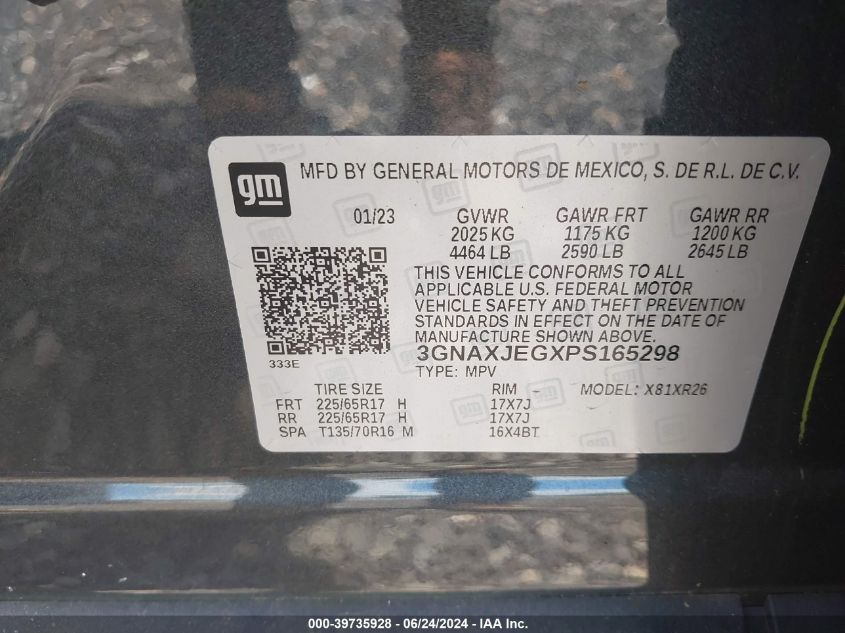 gm MFD BY GENERAL MOTORS DE MEXICO, S. DE R.L. DE C.V.
01/23 GVWR GAWR FRT GAWR RR
2025 KG 1175 KG 1200 KG
4464 LB 2590 LB 2645 LB
THIS VEHICLE CONFORMS TO ALL
APPLICABLE U.S. FEDERAL MOTOR
VEHICLE SAFETY AND THEFT PREVENTION
STANDARDS IN EFFECT ON THE DATE OF
MANUFACTURE SHOWN ABOVE.
3GNAXJEGXPS165298
333E TYPE: MPV
TIRE SIZE RIM MODEL: X81XR26
FRT 225/65R17 H 17X7J
RR 225/65R17 H 17X7J
SPA T135/70R16 M 16X4BT
000-39735928 - 06/24/2024 - IAA Inc.